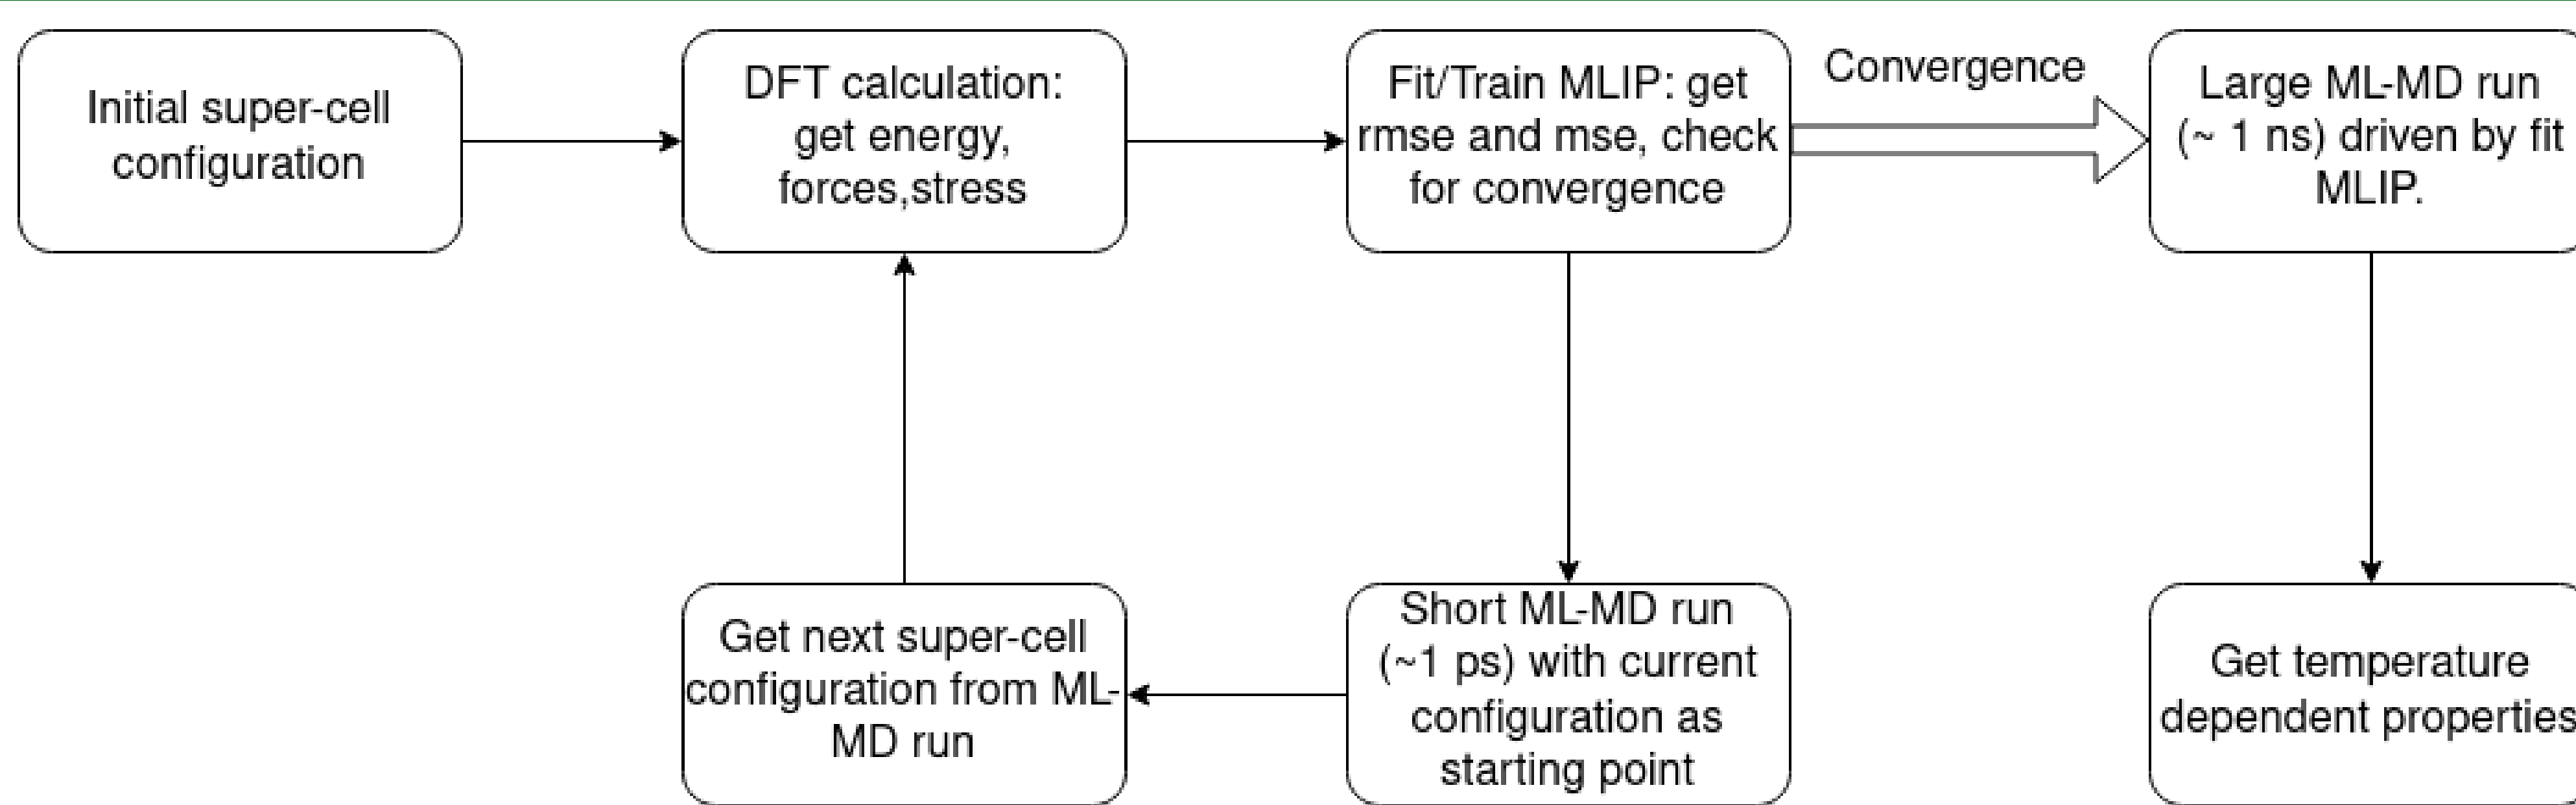 Initial super-cell
configuration
DFT calculation:
get energy,
forces,stress
Fit/Train MLIP: get
rmse and mse, check
for convergence
Convergence
Large ML-MD run
(~ 1 ns) driven by fit
MLIP.
Get next super-cell
configuration from ML-
MD run
Short ML-MD run
(~1 ps) with current
configuration as
starting point
Get temperature
dependent properties